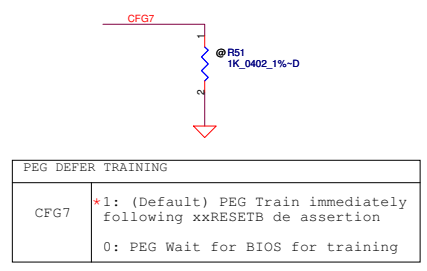 CFG7
1
@ R51
1K_0402_1%~D
2
PEG DEFER TRAINING
CFG7
*1: (Default) PEG Train immediately
following xxRESETB de assertion
0: PEG Wait for BIOS for training